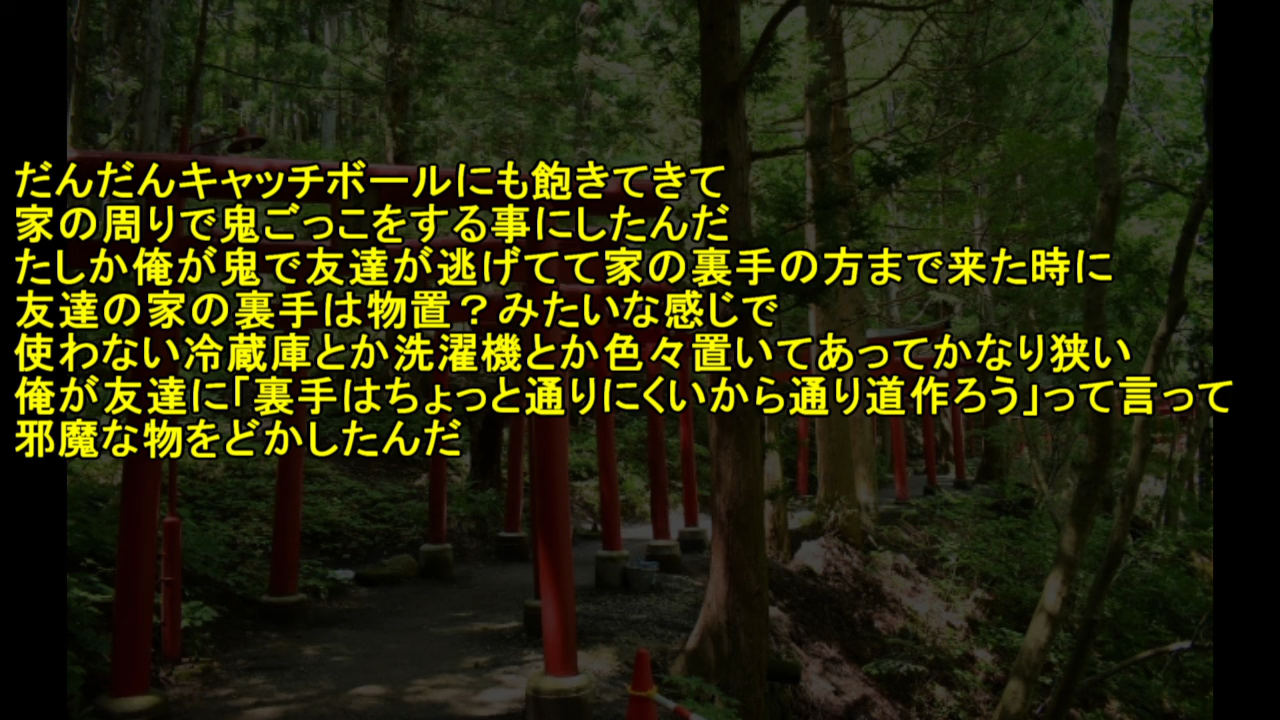 だんだんキャッチボールにも飽きてきて
家の周りで鬼ごっこをする事にしたんだ
たしか俺が鬼で友達が逃げてて家の裏手の方まで来た時に
友達の家の裏手は物置？みたいな感じで
使わない冷蔵庫とか洗濯機とか色々置いてあってかなり狭い
俺が友達に｢裏手はちょっと通りにくいから通り道作ろう｣って言って
邪魔な物をどかしたんだ